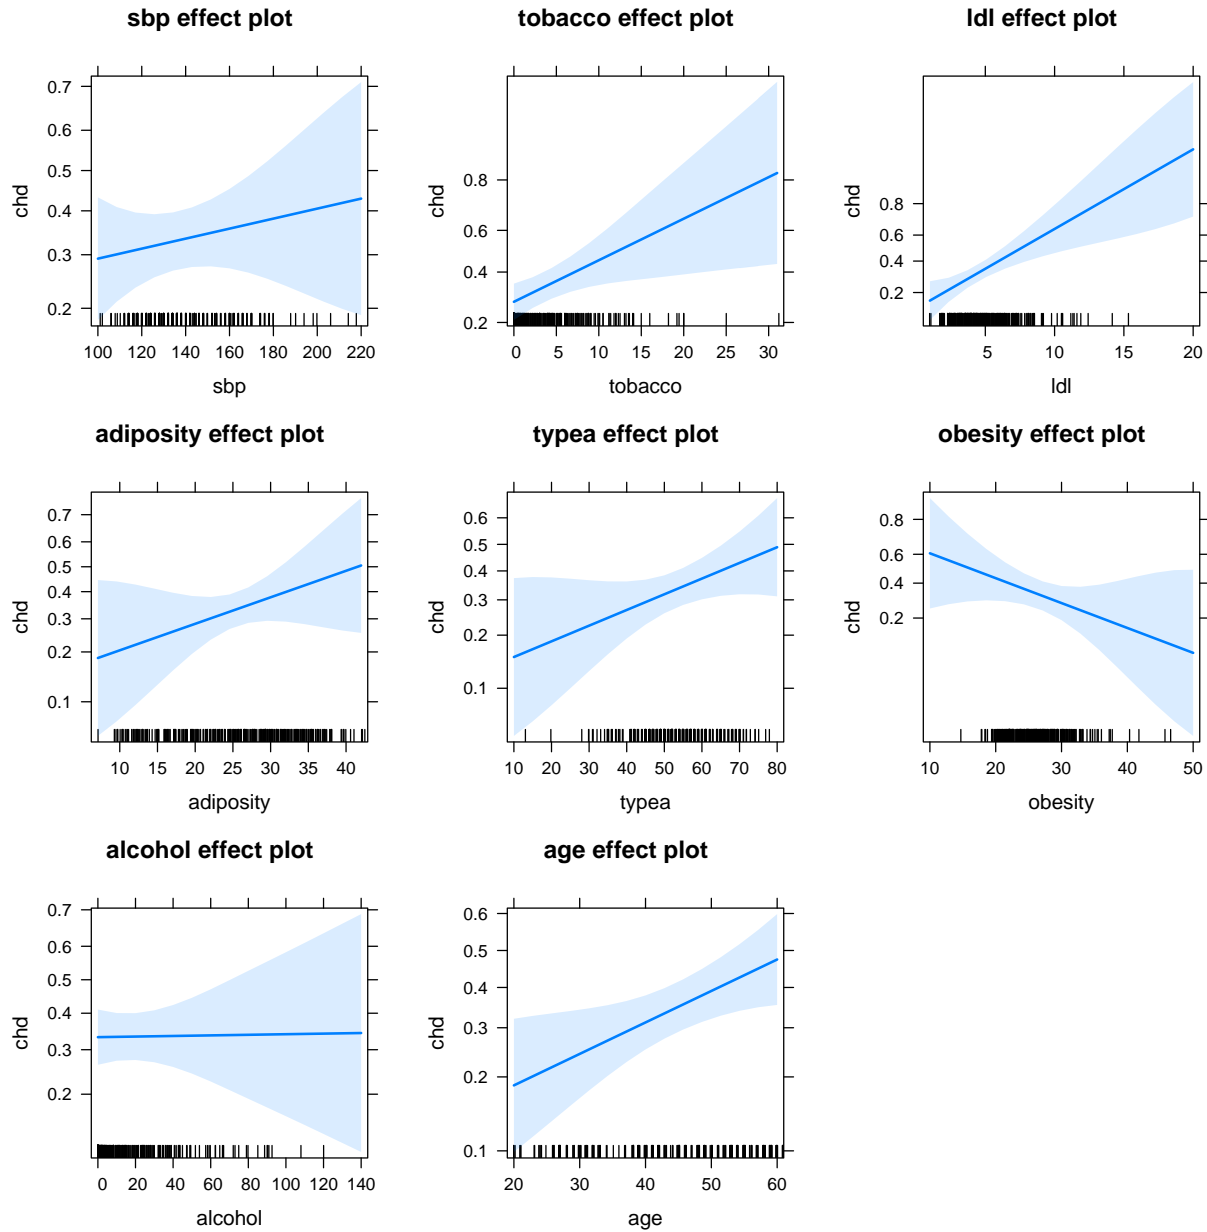 sbp effect plot
chd
0.7
0.6
0.5
0.4
0.3
0.2
100 120 140 160 180 200 220
sbp
tobacco effect plot
chd
0.8
0.6
0.4
0.2
0 5 10 15 20 25 30
tobacco
ldl effect plot
chd
0.8
0.6
0.4
0.2
5 10 15 20
ldl
adiposity effect plot
chd
0.7
0.6
0.5
0.4
0.3
0.2
0.1
10 15 20 25 30 35 40
adiposity
typea effect plot
chd
0.6
0.5
0.4
0.3
0.2
0.1
10 20 30 40 50 60 70 80
typea
obesity effect plot
chd
0.8
0.6
0.4
0.2
10 20 30 40 50
obesity
alcohol effect plot
chd
0.7
0.6
0.5
0.4
0.3
0.2
0 20 40 60 80 100 120 140
alcohol
age effect plot
chd
0.6
0.5
0.4
0.3
0.2
0.1
20 30 40 50 60
age